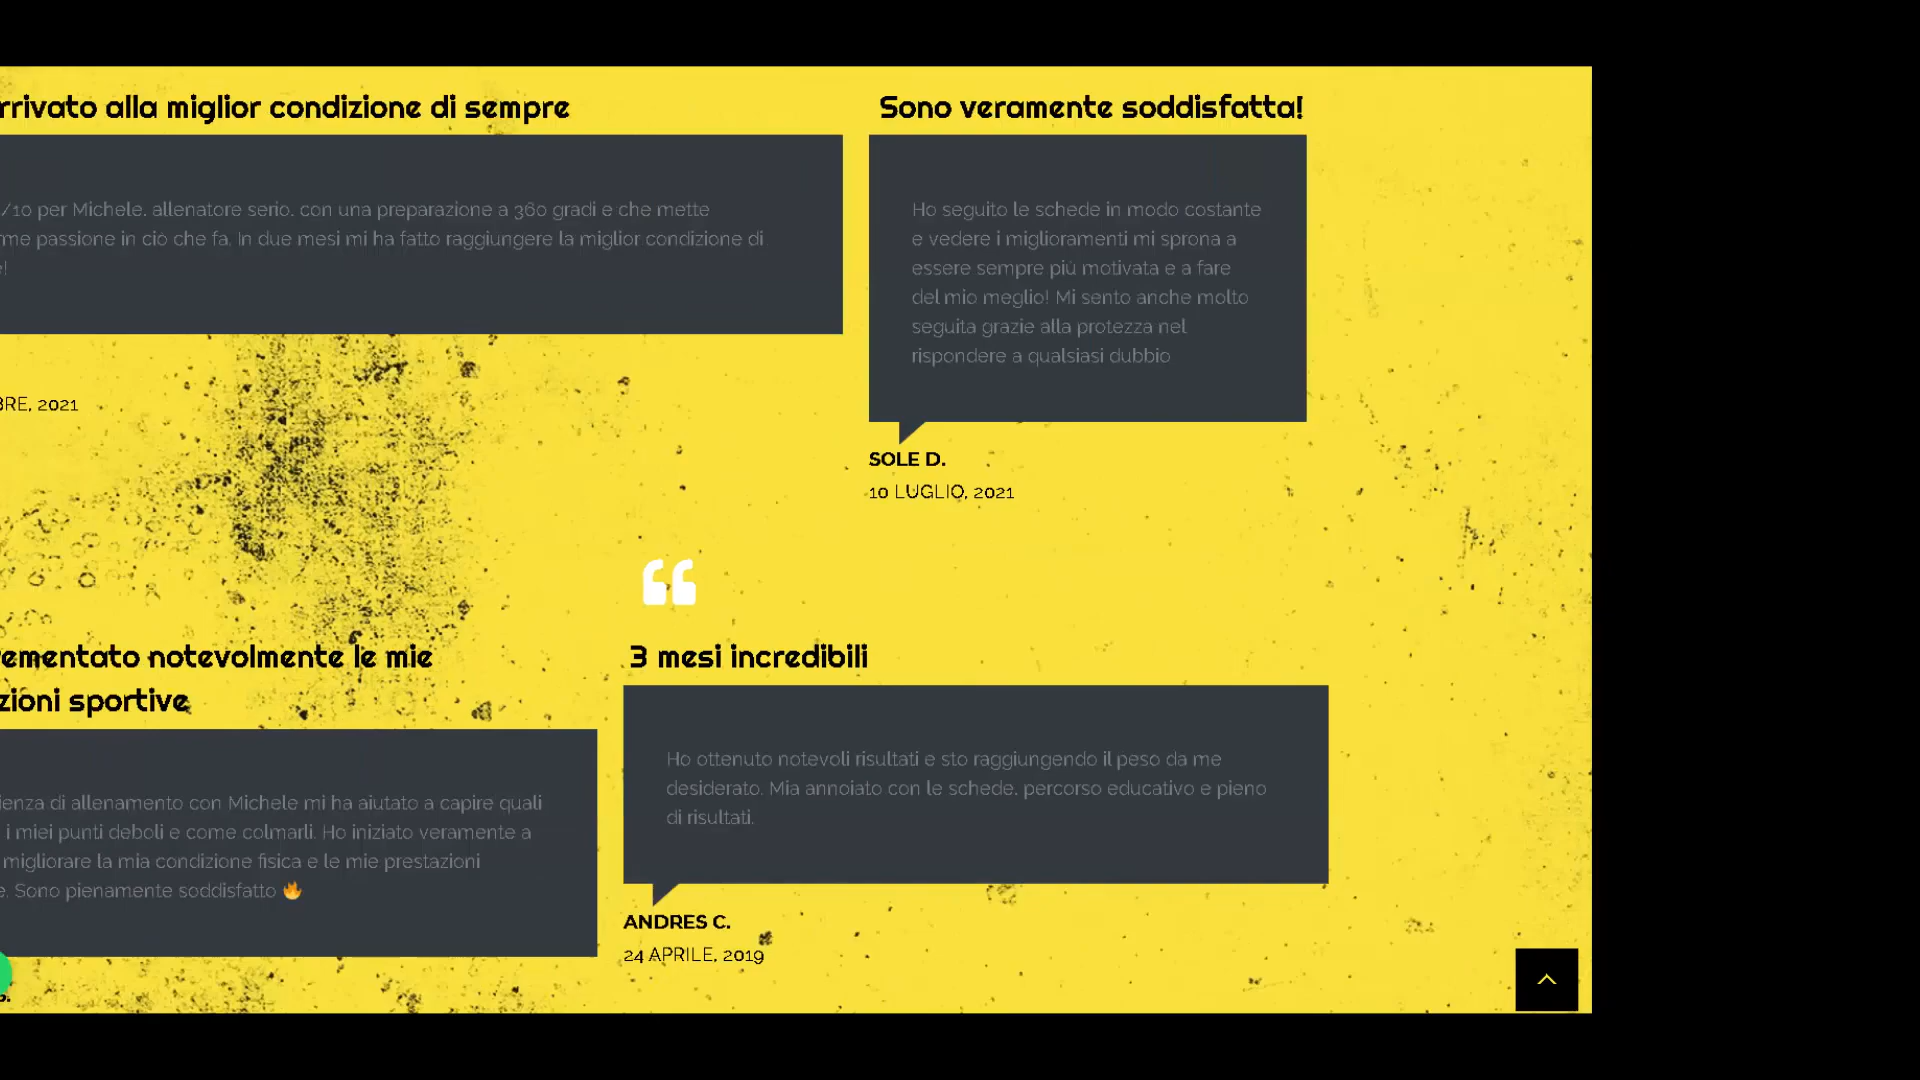 rrivato alla miglior condizione di sempre
/10 per Michele. allenatore serio. con una preparazione a 360 gradi e che mette
rme passione in ciò che fa. In due mesi mi ha fatto raggiungere la miglior condizione di
e!
BRE, 2021
Sono veramente soddisfatta!
Ho seguito le schede in modo costante
e vedere i miglioramenti mi sprona a
essere sempre più motivata e a fare
del mio meglio! Mi sento anche molto
seguita grazie alla protezza nel
rispondere a qualsiasi dubbio
SOLE D.
10 LUGLIO, 2021
ementato notevolmente le mie
zioni sportive
ienza di allenamento con Michele mi ha aiutato a capire quali
i miei punti deboli e come colmarli. Ho iniziato veramente a
migliorare la mia condizione fisica e le mie prestazioni
e. Sono pienamente soddisfatto 🔥
“
3 mesi incredibili
Ho ottenuto notevoli risultati e sto raggiungendo il peso da me
desiderato. Mia annoiato con le schede. percorso educativo e pieno
di risultati.
ANDRES C.
24 APRILE, 2019